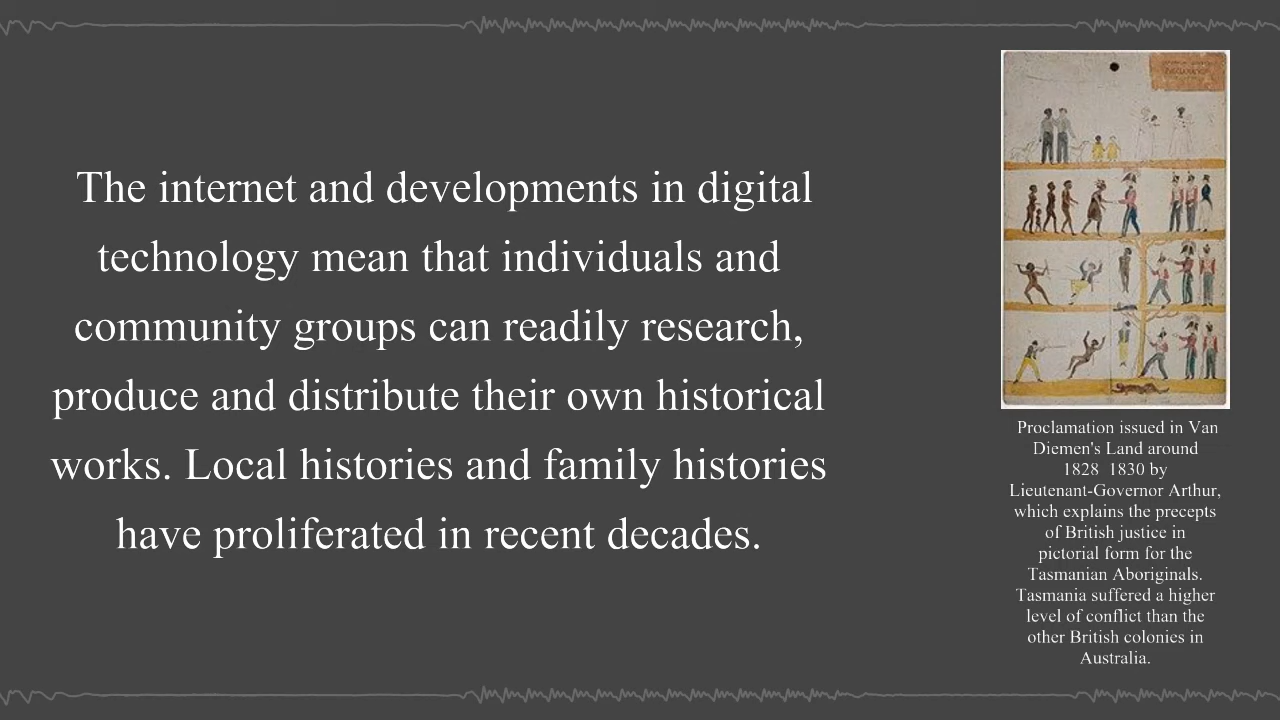 The internet and developments in digital
technology mean that individuals and
community groups can readily research,
produce and distribute their own historical
works. Local histories and family histories
have proliferated in recent decades.
Proclamation issued in Van
Diemen's Land around
1828 1830 by
Lieutenant-Governor Arthur,
which explains the precepts
of British justice in
pictorial form for the
Tasmanian Aboriginals.
Tasmania suffered a higher
level of conflict than the
other British colonies in
Australia.